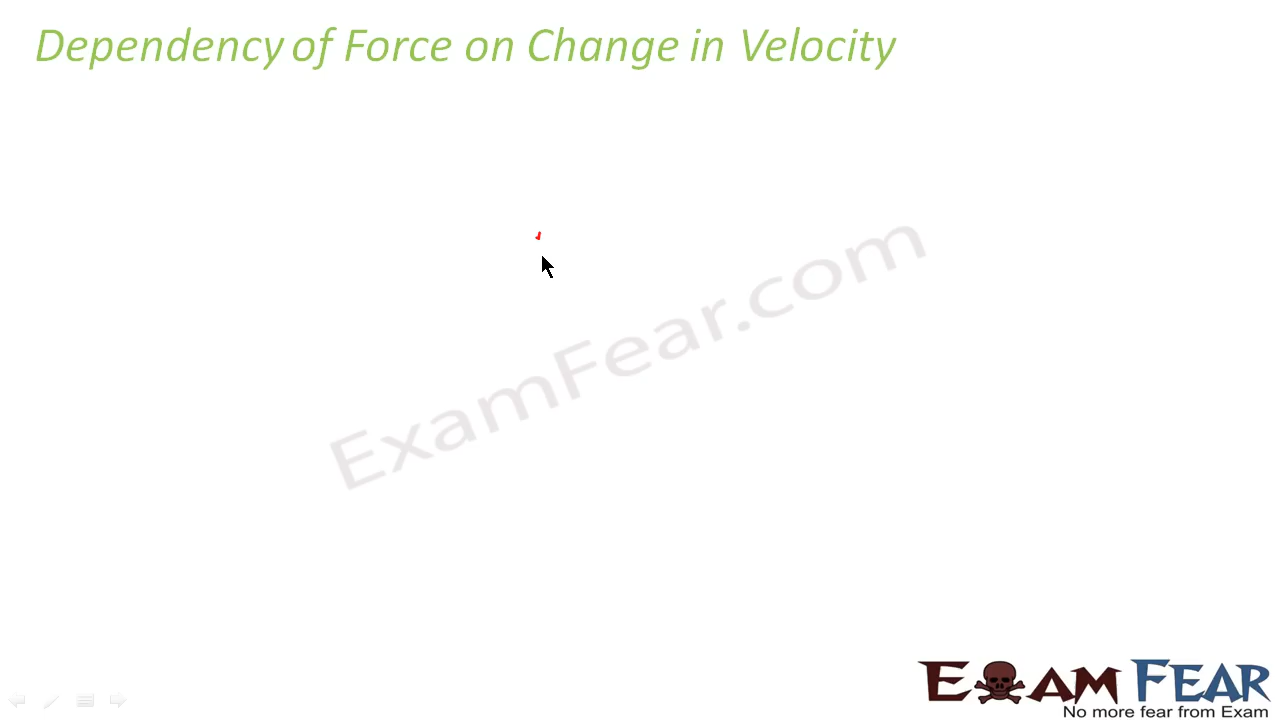 Dependency of Force on Change in Velocity
ExamFear.com
EXAM FEAR
No more fear from Exam